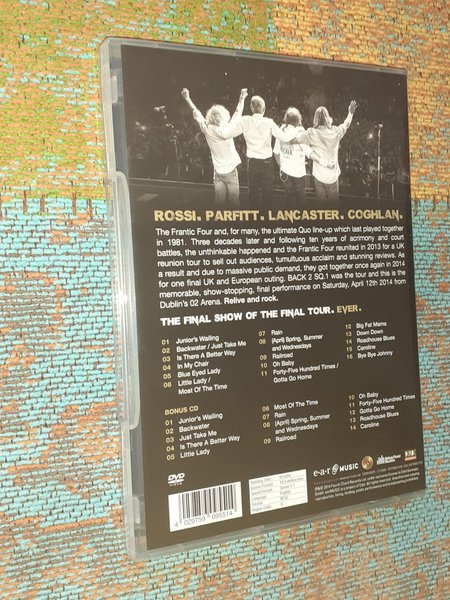 ROSSI. PARFITT. LANCASTER. COGHLAN.
The Frantic Four and, for many, the ultimate Quo line-up which last played together
in 1981. Three decades later and following ten years of acrimony and court
battles, the unthinkable happened and the Frantic Four reunited in 2013 for a UK
reunion tour to sell out audiences, tumultuous acclaim and stunning reviews. As
a result and due to massive public demand, they got together once again in 2014
for one final UK and European outing. BACK 2 SQ.1 was the tour and this is the
memorable, show-stopping, final performance on Saturday, April 12th 2014 from
Dublin's 02 Arena. Relive and rock.
THE FINAL SHOW OF THE FINAL TOUR. EVER.
01 Junior's Wailing
02 Backwater / Just Take Me
03 Is There A Better Way
04 In My Chair
05 Blue Eyed Lady
06 Little Lady /
Most Of The Time
07 Rain
08 (April) Spring, Summer
and Wednesdays
09 Railroad
10 Oh Baby
11 Forty-Five Hundred Times /
Gotta Go Home
12 Big Fat Mama
13 Down Down
14 Roadhouse Blues
15 Caroline
16 Bye Bye Johnny
BONUS CD
01 Junior's Wailing
02 Backwater
03 Just Take Me
04 Is There A Better Way
05 Little Lady
06 Most Of The Time
07 Rain
08 (April) Spring, Summer
and Wednesdays
09 Railroad
10 Oh Baby
11 Forty-Five Hundred Times
12 Gotta Go Home
13 Roadhouse Blues
14 Caroline
DVD
4 029759 095514
e·a·r MUSIC